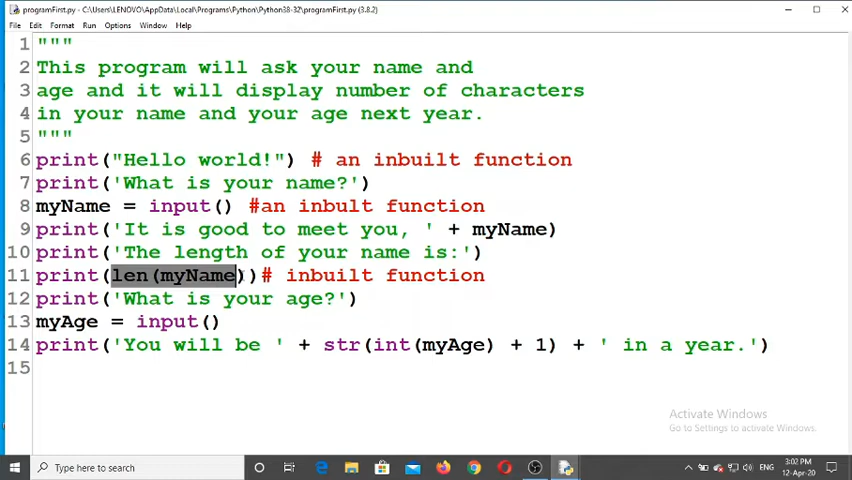 programFirst.py - C:\Users\LENOVO\AppData\Local\Programs\Python\Python38-32\programFirst.py (3.8.2)
File Edit Format Run Options Window Help
1 """
2 This program will ask your name and
3 age and it will display number of characters
4 in your name and your age next year.
5 """
6 print("Hello world!") # an inbuilt function
7 print('What is your name?')
8 myName = input() #an inbult function
9 print('It is good to meet you, ' + myName)
10 print('The length of your name is:')
11 print(len(myName))# inbuilt function
12 print('What is your age?')
13 myAge = input()
14 print('You will be ' + str(int(myAge) + 1) + ' in a year.')
15
Activate Windows
Go to Settings to activate Windows.
Type here to search
ENG
3:02 PM
12-Apr-20